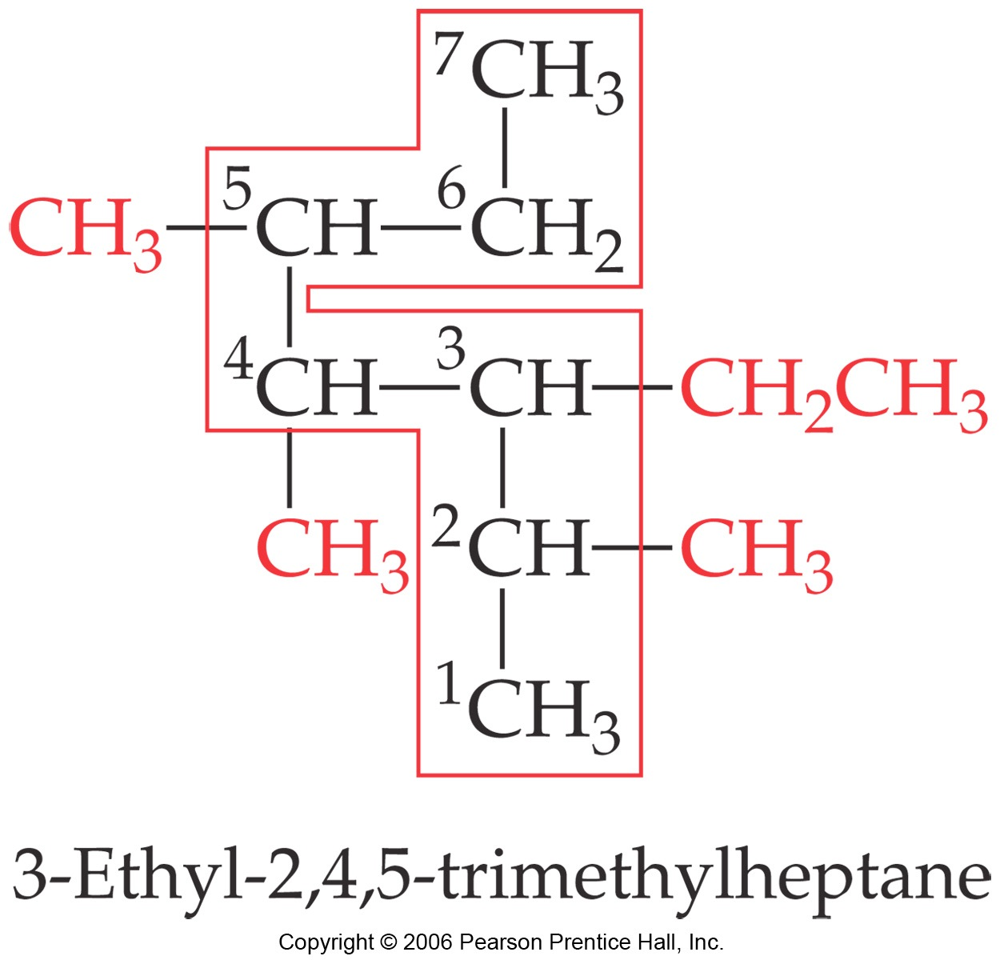 7CH3
CH3 5CH 6CH2
4CH 3CH CH2CH3
CH3 2CH CH3
1CH3
3-Ethyl-2,4,5-trimethylheptane
Copyright © 2006 Pearson Prentice Hall, Inc.